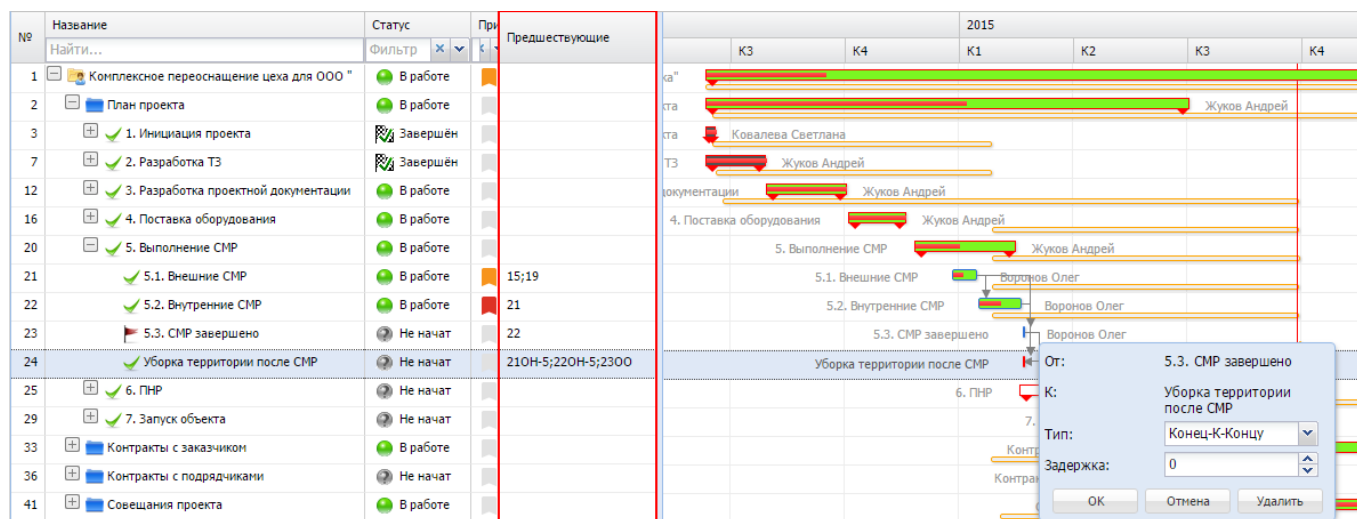 № Название Статус При Предшествующие 2015
Найти... Фильтр К3 К4 К1 К2 К3 К4
1 Комплексное переоснащение цеха для ООО " В работе ка"
2 План проекта В работе кта Жуков Андрей
3 1. Инициация проекта Завершён кта Ковалева Светлана
7 2. Разработка ТЗ Завершён ТЗ Жуков Андрей
12 3. Разработка проектной документации В работе документации Жуков Андрей
16 4. Поставка оборудования В работе 4. Поставка оборудования Жуков Андрей
20 5. Выполнение СМР В работе 5. Выполнение СМР Жуков Андрей
21 5.1. Внешние СМР В работе 15;19 5.1. Внешние СМР Воронов Олег
22 5.2. Внутренние СМР В работе 21 5.2. Внутренние СМР Воронов Олег
23 5.3. СМР завершено Не начат 22 5.3. СМР завершено Воронов Олег
24 Уборка территории после СМР Не начат 21ОН-5;22ОН-5;23ОО Уборка территории после СМР
25 6. ПНР Не начат 6. ПНР
29 7. Запуск объекта Не начат 7.
33 Контракты с заказчиком В работе Контр
36 Контракты с подрядчиками Не начат Контрак
41 Совещания проекта В работе
От: 5.3. СМР завершено
К: Уборка территории
после СМР
Тип: Конец-К-Концу
Задержка: 0
ОК Отмена Удалить